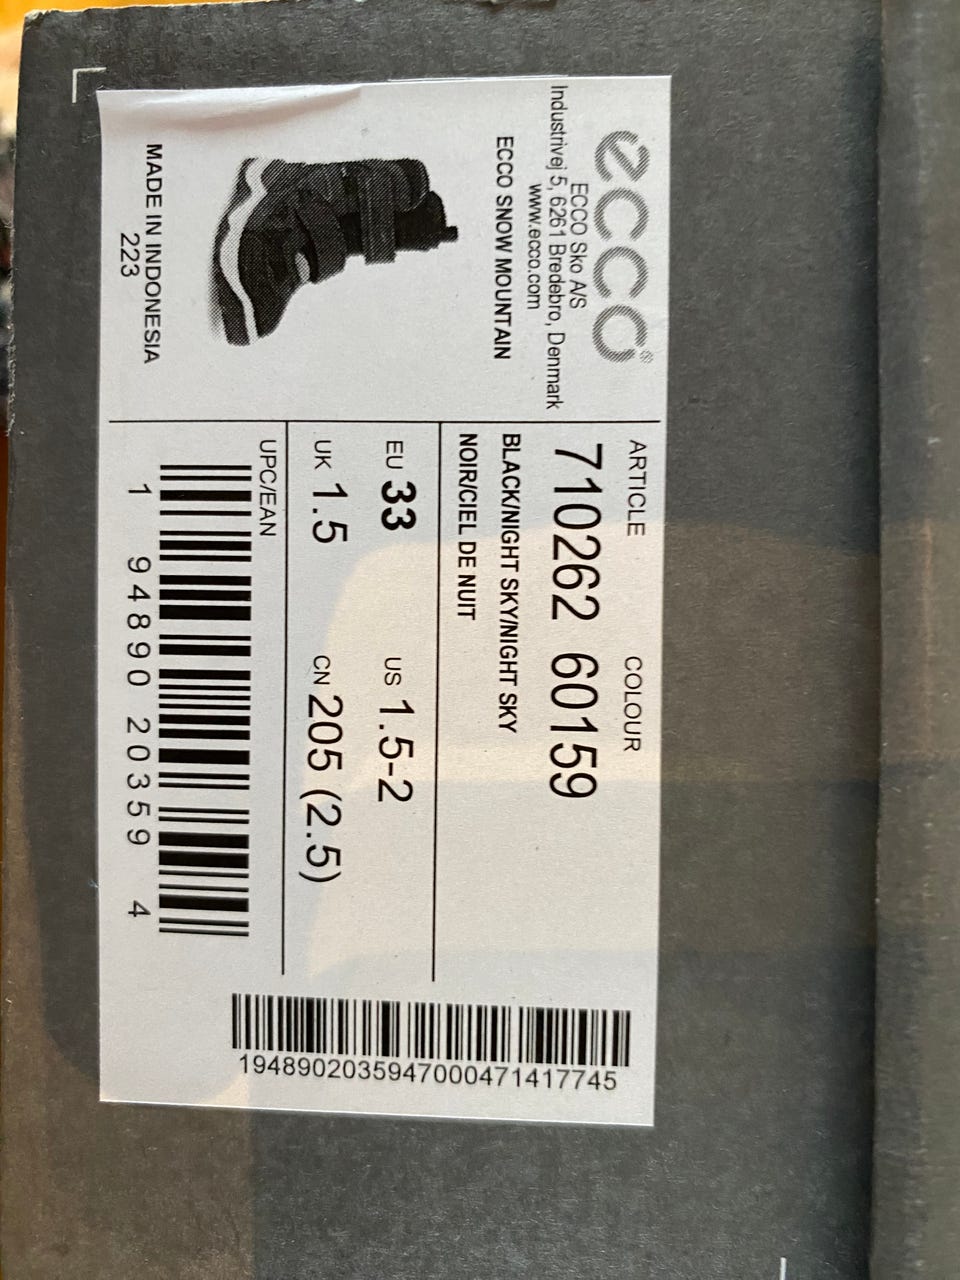 ecco®
ECCO Sko A/S
Industrivej 5, 6261 Bredebro, Denmark
www.ecco.com
ECCO SNOW MOUNTAIN
MADE IN INDONESIA
223
ARTICLE COLOUR
710262 60159
BLACK/NIGHT SKY/NIGHT SKY
NOIR/CIEL DE NUIT
EU 33 US 1.5-2
UK 1.5 CN 205 (2.5)
UPC/EAN
1 94890 20359 4
1948902035947000471417745